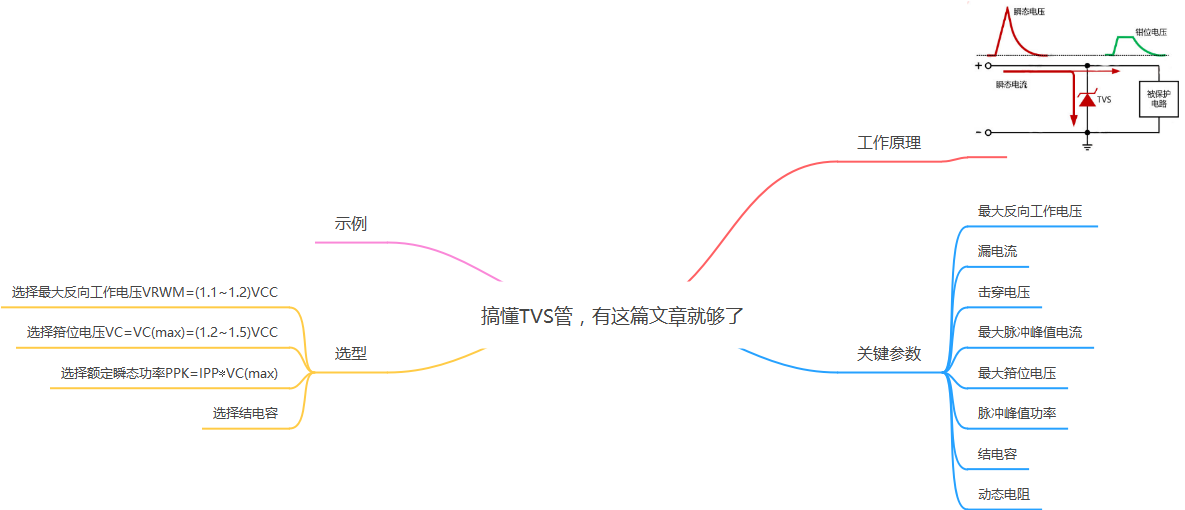 瞬态电压
钳位电压
+
瞬态电流
TVS
被保护
电路
-
工作原理
最大反向工作电压
漏电流
击穿电压
最大脉冲峰值电流
最大箝位电压
脉冲峰值功率
结电容
动态电阻
关键参数
搞懂TVS管，有这篇文章就够了
示例
选型
选择最大反向工作电压VRWM=(1.1~1.2)VCC
选择箝位电压VC=VC(max)=(1.2~1.5)VCC
选择额定瞬态功率PPK=IPP*VC(max)
选择结电容